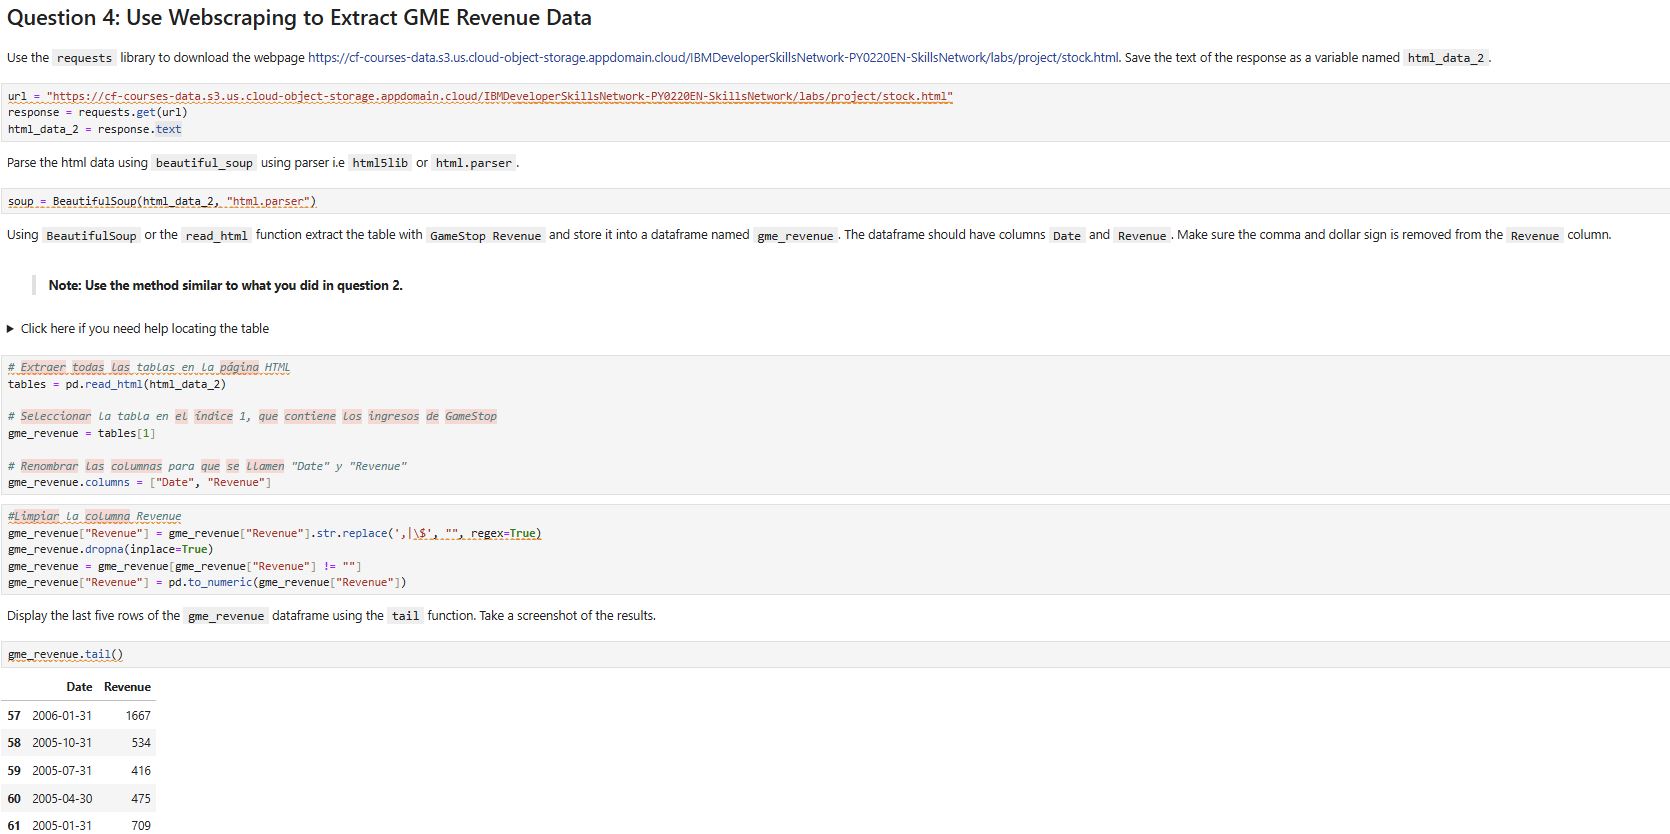 Question 4: Use Webscraping to Extract GME Revenue Data
Use the requests library to download the webpage https://cf-courses-data.s3.us.cloud-object-storage.appdomain.cloud/IBMDeveloperSkillsNetwork-PY0220EN-SkillsNetwork/labs/project/stock.html. Save the text of the response as a variable named html_data_2.
url = "https://cf-courses-data.s3.us.cloud-object-storage.appdomain.cloud/IBMDeveloperSkillsNetwork-PY0220EN-SkillsNetwork/labs/project/stock.html"
response = requests.get(url)
html_data_2 = response.text
Parse the html data using beautiful_soup using parser i.e html5lib or html.parser.
soup = BeautifulSoup(html_data_2, "html.parser")
Using BeautifulSoup or the read_html function extract the table with GameStop Revenue and store it into a dataframe named gme_revenue. The dataframe should have columns Date and Revenue. Make sure the comma and dollar sign is removed from the Revenue column.
Note: Use the method similar to what you did in question 2.
▶ Click here if you need help locating the table
# Extraer todas las tablas en la página HTML
tables = pd.read_html(html_data_2)
# Seleccionar la tabla en el índice 1, que contiene los ingresos de GameStop
gme_revenue = tables[1]
# Renombrar las columnas para que se llamen "Date" y "Revenue"
gme_revenue.columns = ["Date", "Revenue"]
#Limpiar la columna Revenue
gme_revenue["Revenue"] = gme_revenue["Revenue"].str.replace(',|\$', "", regex=True)
gme_revenue.dropna(inplace=True)
gme_revenue = gme_revenue[gme_revenue["Revenue"] != ""]
gme_revenue["Revenue"] = pd.to_numeric(gme_revenue["Revenue"])
Display the last five rows of the gme_revenue dataframe using the tail function. Take a screenshot of the results.
gme_revenue.tail()
Date Revenue
57 2006-01-31 1667
58 2005-10-31 534
59 2005-07-31 416
60 2005-04-30 475
61 2005-01-31 709